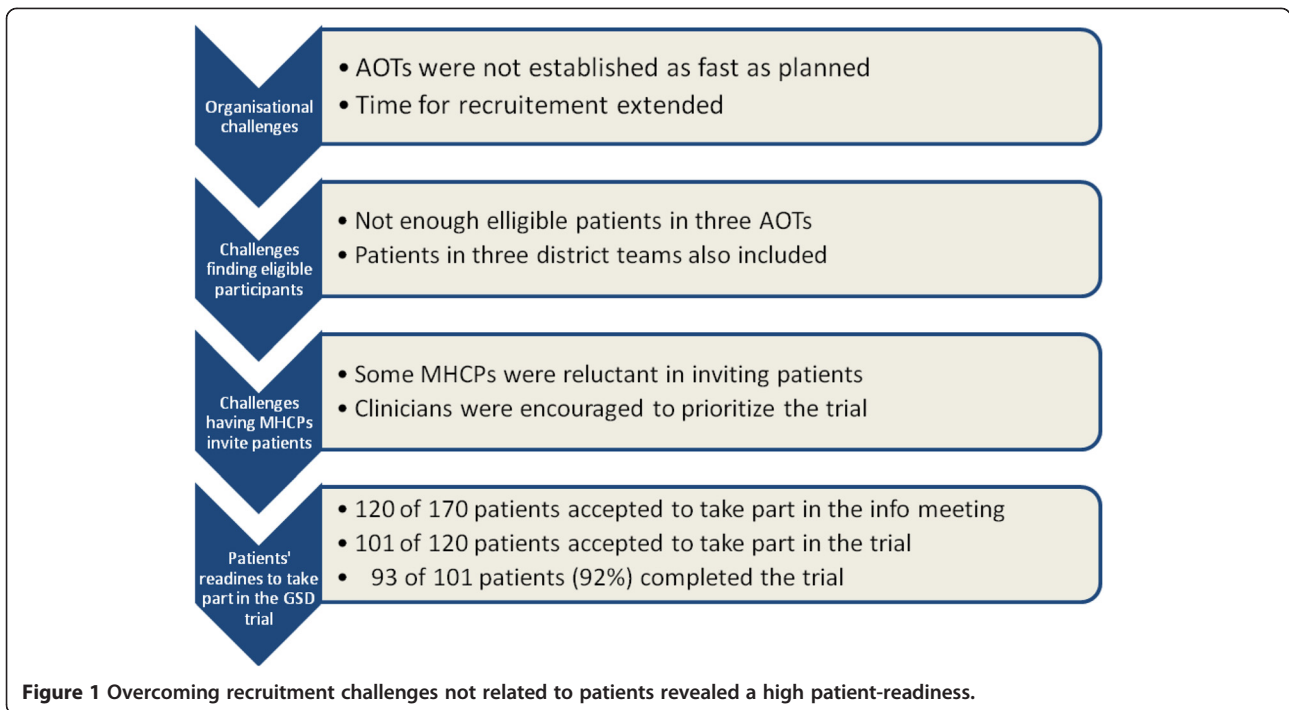 Organisational
challenges
• AOTs were not established as fast as planned
• Time for recruitement extended
Challenges
finding eligible
participants
• Not enough elligible patients in three AOTs
• Patients in three district teams also included
Challenges
having MHCPs
invite patients
• Some MHCPs were reluctant in inviting patients
• Clinicians were encouraged to prioritize the trial
Patients'
readines to take
part in the GSD
trial
• 120 of 170 patients accepted to take part in the info meeting
• 101 of 120 patients accepted to take part in the trial
• 93 of 101 patients (92%) completed the trial
Figure 1 Overcoming recruitment challenges not related to patients revealed a high patient-readiness.